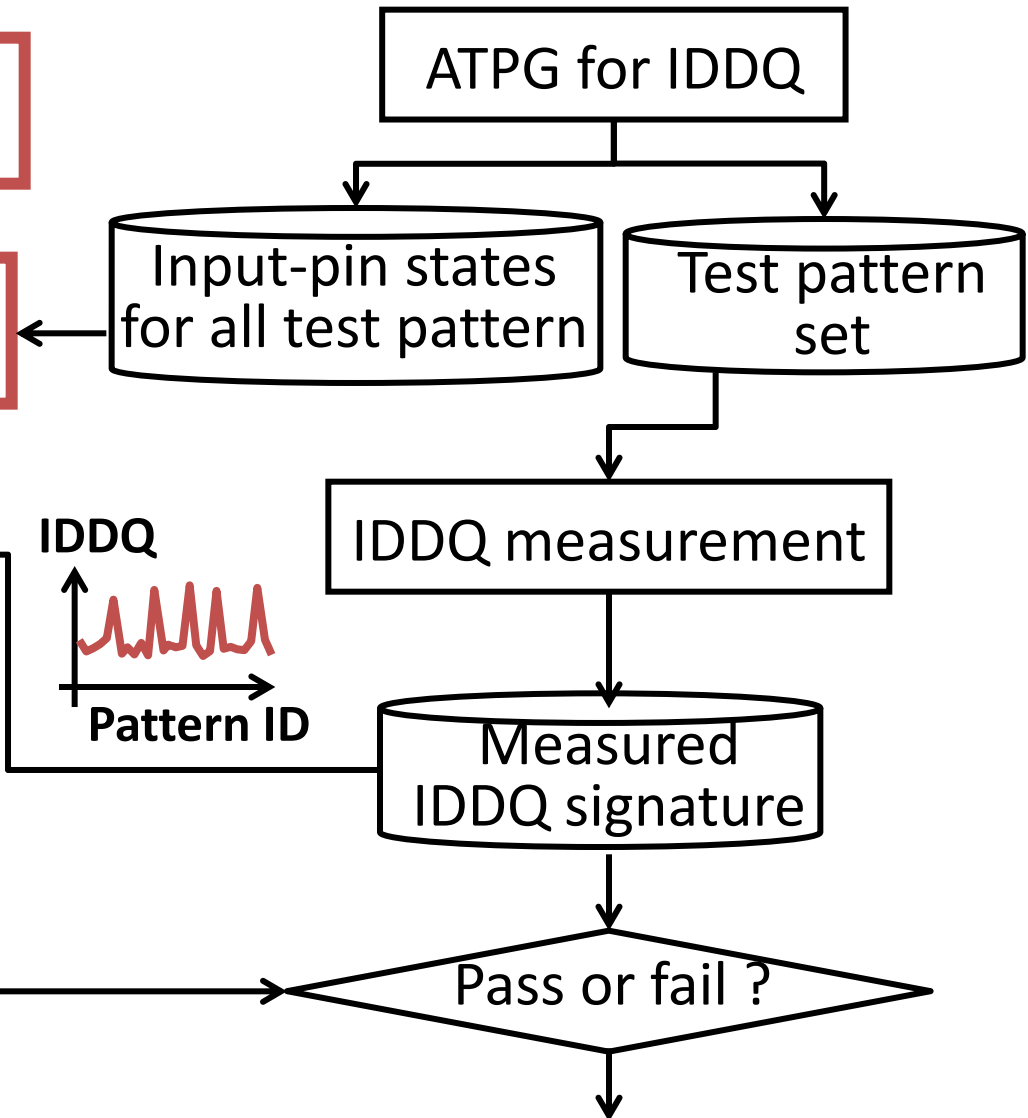 ATPG for IDDQ
Input-pin states
for all test pattern
Test pattern
set
IDDQ measurement
IDDQ
Pattern ID
Measured
IDDQ signature
Pass or fail ?